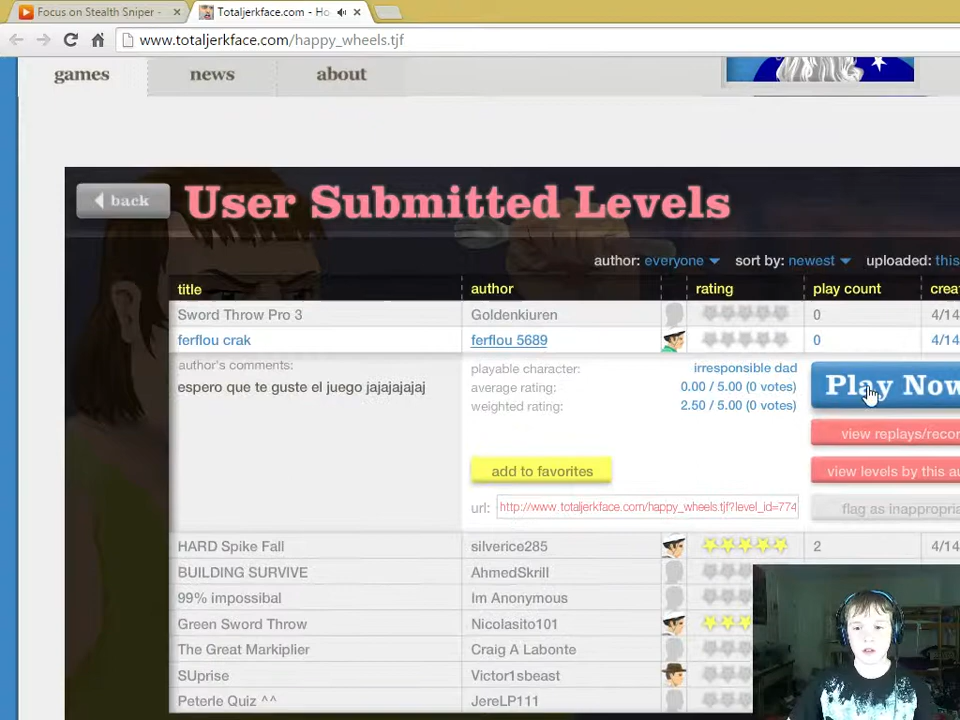 Focus on Stealth Sniper -
Totaljerkface.com - Ho
www.totaljerkface.com/happy_wheels.tjf
games news about
back User Submitted Levels
author: everyone sort by: newest uploaded: this
title author rating play count
Sword Throw Pro 3 Goldenkiuren 0 4/14
ferflou crak ferflou 5689 0 4/14
author's comments: playable character: irresponsible dad
espero que te guste el juego jajajajajaj average rating: 0.00 / 5.00 (0 votes) Play Now
weighted rating: 2.50 / 5.00 (0 votes)
view replays/recor
add to favorites view levels by this au
url: http://www.totaljerkface.com/happy_wheels.tjf?level_id=774 flag as inappropria
HARD Spike Fall silverice285 2 4/14
BUILDING SURVIVE AhmedSkrill
99% impossibal Im Anonymous
Green Sword Throw Nicolasito101
The Great Markiplier Craig A Labonte
SUprise Victor1sbeast
Peterle Quiz ^^ JereLP111